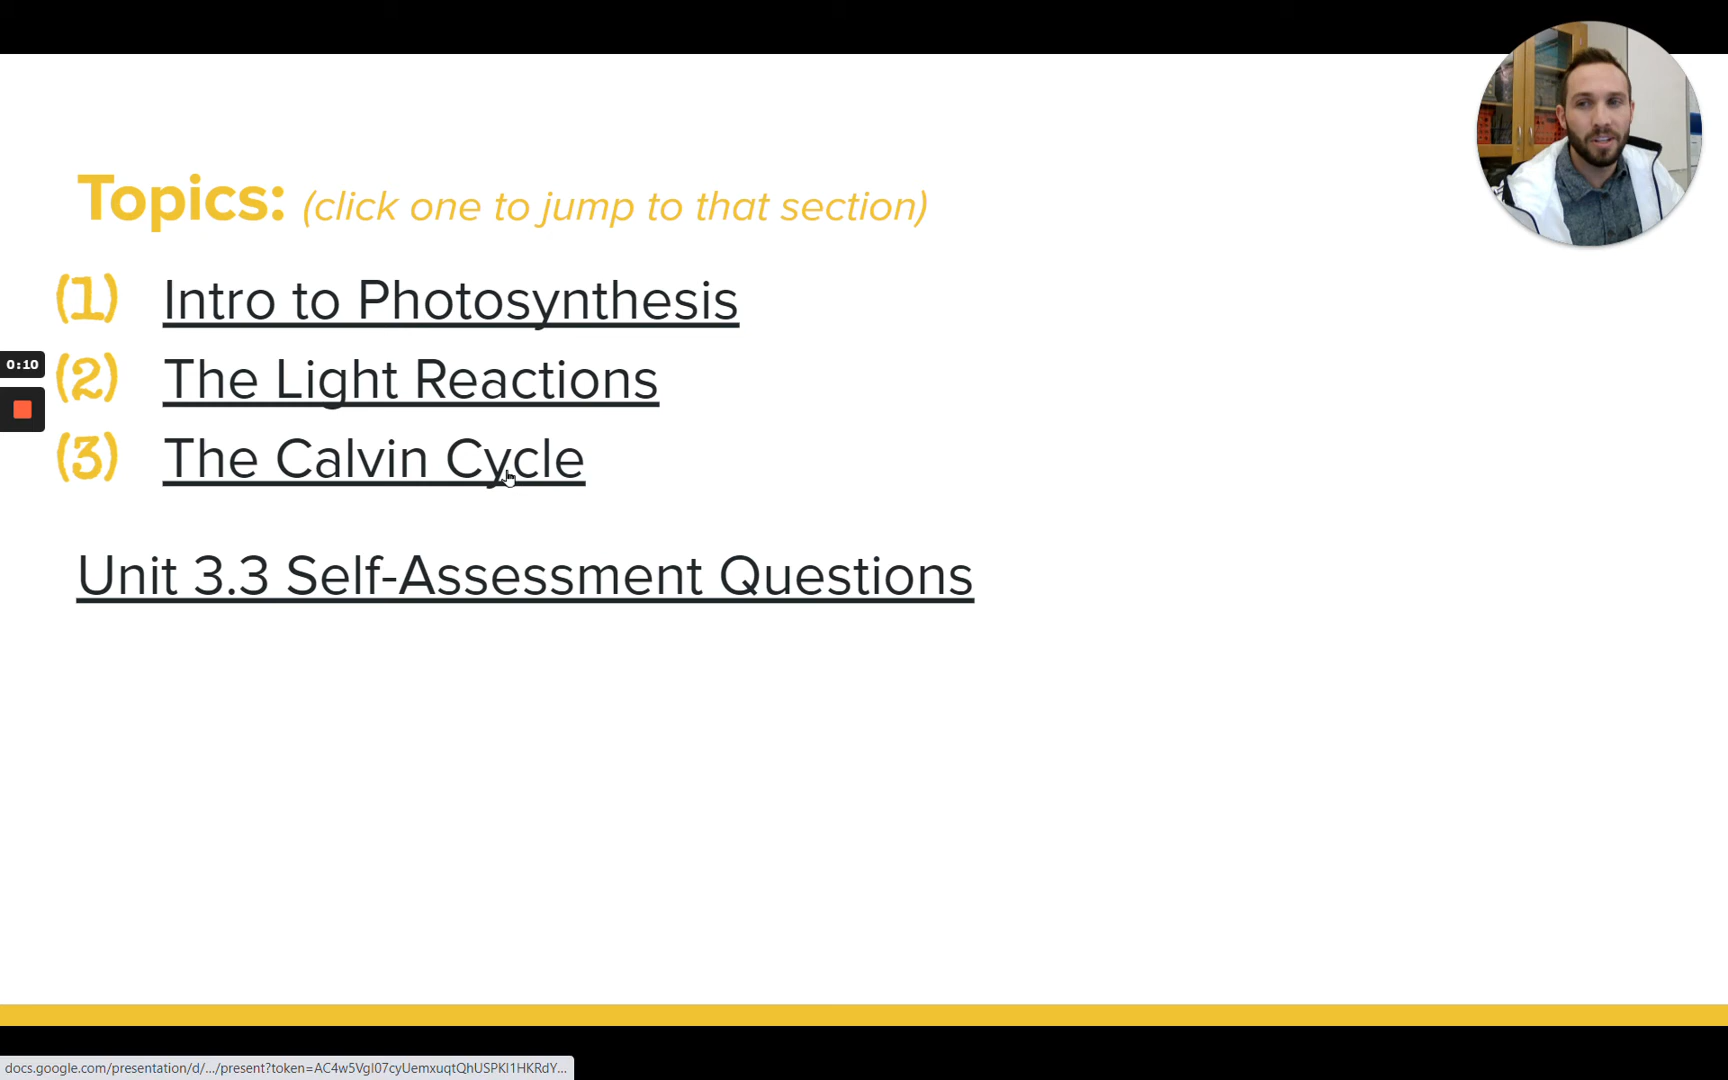 Topics: (click one to jump to that section)
(1) Intro to Photosynthesis
0:10
(2) The Light Reactions
(3) The Calvin Cycle
Unit 3.3 Self-Assessment Questions
docs.google.com/presentation/d/.../present?token=AC4w5VgI07cyUemxuqtQhUSPKI1HKRdY...